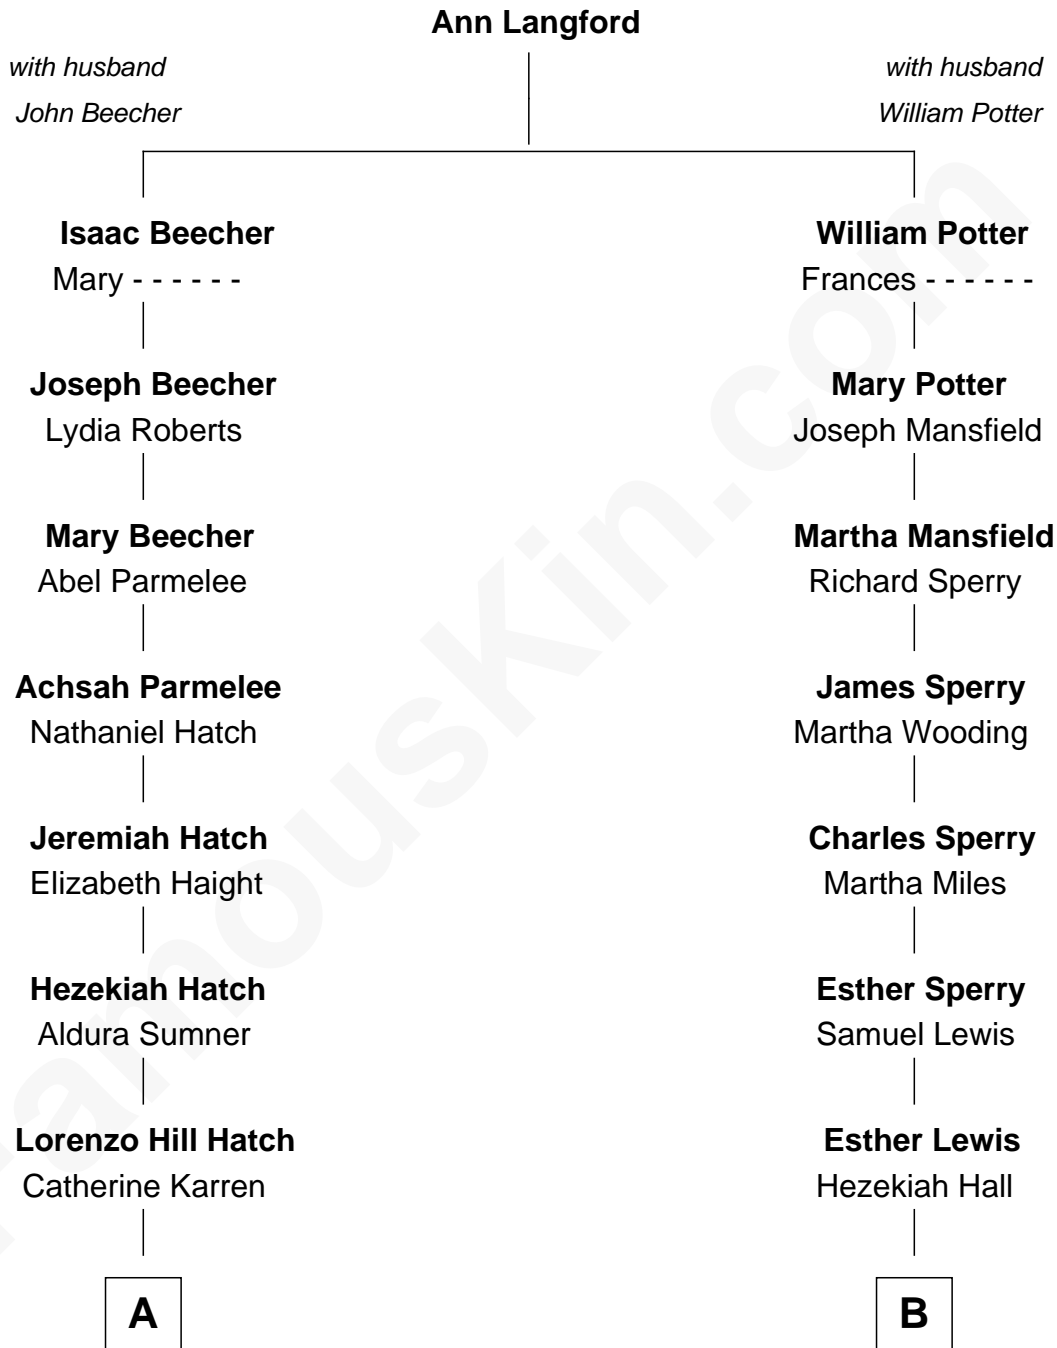 Ann Langford
with husband
John Beecher
with husband
William Potter
Isaac Beecher
Mary - - - - - -
William Potter
Frances - - - - - -
Joseph Beecher
Lydia Roberts
Mary Potter
Joseph Mansfield
Mary Beecher
Abel Parmelee
Martha Mansfield
Richard Sperry
Achsah Parmelee
Nathaniel Hatch
James Sperry
Martha Wooding
Jeremiah Hatch
Elizabeth Haight
Charles Sperry
Martha Miles
Hezekiah Hatch
Aldura Sumner
Esther Sperry
Samuel Lewis
Lorenzo Hill Hatch
Catherine Karren
Esther Lewis
Hezekiah Hall
A
B
FamousKin.com